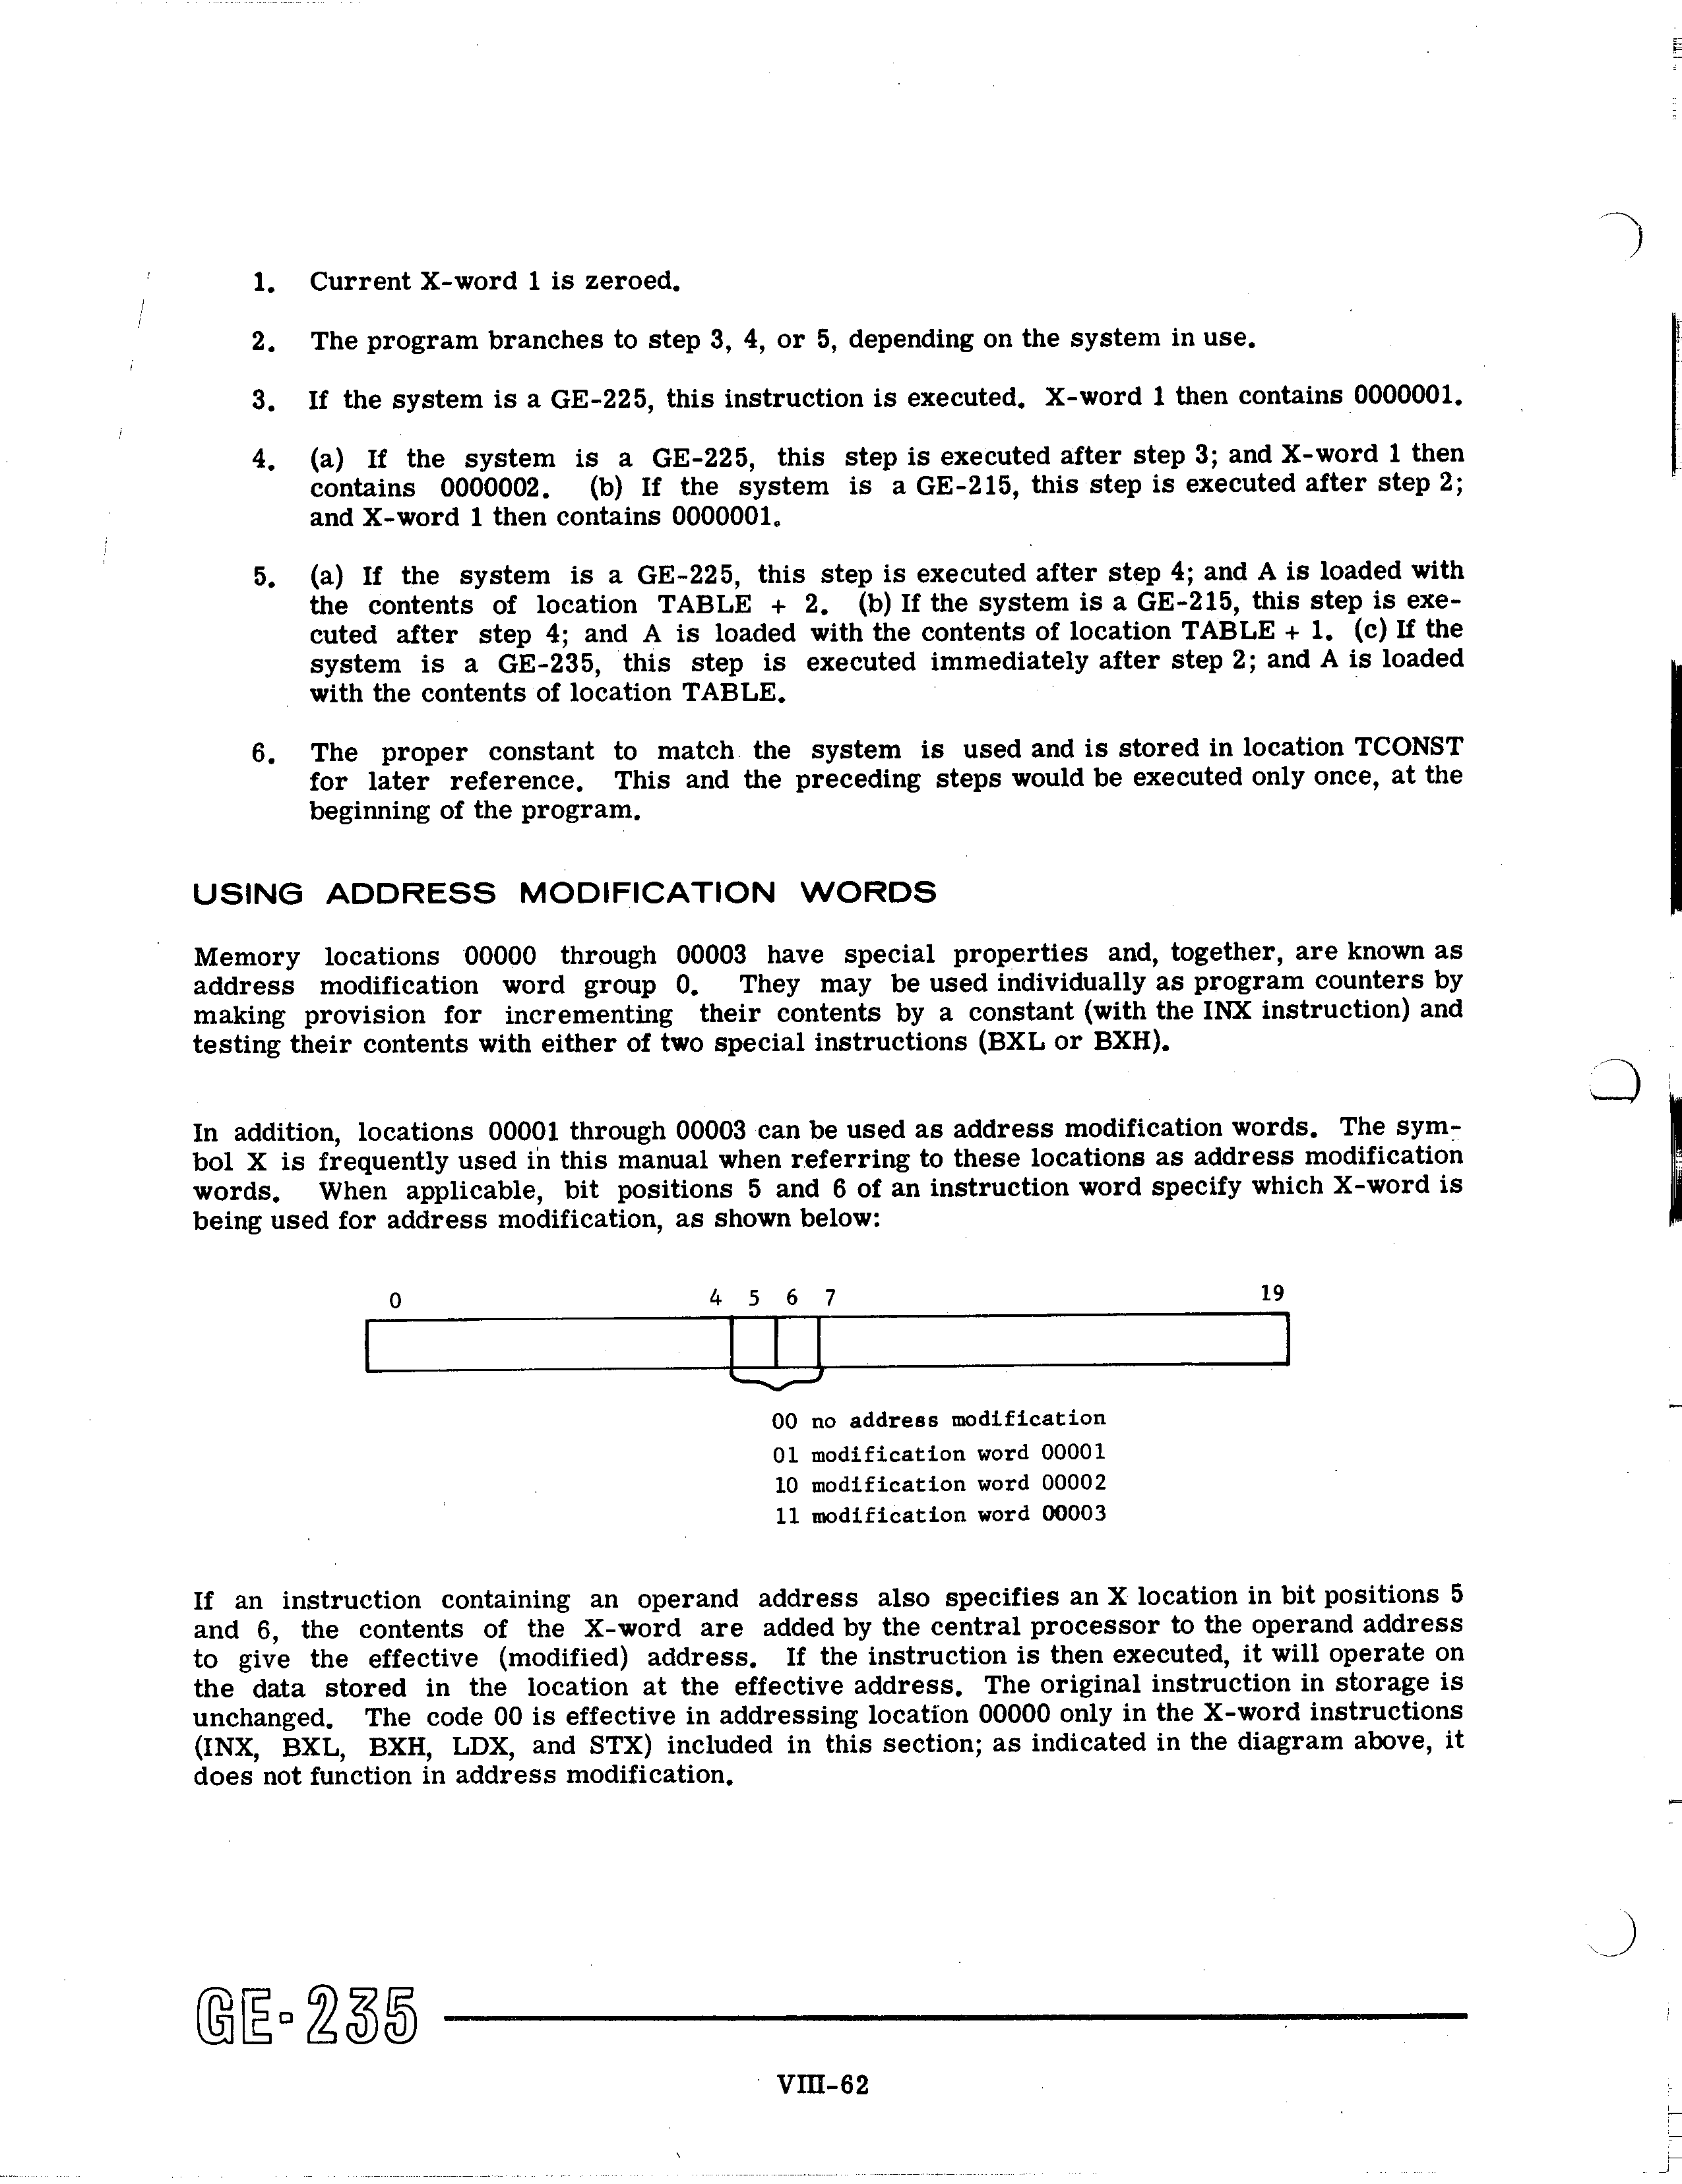 1. Current X-word 1 is zeroed.
2. The program branches to step 3, 4, or 5, depending on the system in use.
3. If the system is a GE-225, this instruction is executed. X-word 1 then contains 0000001.
4. (a) If the system is a GE-225, this step is executed after step 3; and X-word 1 then
contains 0000002. (b) If the system is a GE-215, this step is executed after step 2;
and X-word 1 then contains 0000001.
5. (a) If the system is a GE-225, this step is executed after step 4; and A is loaded with
the contents of location TABLE + 2. (b) If the system is a GE-215, this step is exe-
cuted after step 4; and A is loaded with the contents of location TABLE + 1. (c) If the
system is a GE-235, this step is executed immediately after step 2; and A is loaded
with the contents of location TABLE.
6. The proper constant to match the system is used and is stored in location TCONST
for later reference. This and the preceding steps would be executed only once, at the
beginning of the program.
USING ADDRESS MODIFICATION WORDS
Memory locations 00000 through 00003 have special properties and, together, are known as
address modification word group 0. They may be used individually as program counters by
making provision for incrementing their contents by a constant (with the INX instruction) and
testing their contents with either of two special instructions (BXL or BXH).
In addition, locations 00001 through 00003 can be used as address modification words. The sym-
bol X is frequently used in this manual when referring to these locations as address modification
words. When applicable, bit positions 5 and 6 of an instruction word specify which X-word is
being used for address modification, as shown below:
0 4 5 6 7 19
00 no address modification
01 modification word 00001
10 modification word 00002
11 modification word 00003
If an instruction containing an operand address also specifies an X location in bit positions 5
and 6, the contents of the X-word are added by the central processor to the operand address
to give the effective (modified) address. If the instruction is then executed, it will operate on
the data stored in the location at the effective address. The original instruction in storage is
unchanged. The code 00 is effective in addressing location 00000 only in the X-word instructions
(INX, BXL, BXH, LDX, and STX) included in this section; as indicated in the diagram above, it
does not function in address modification.
GE-235
VIII-62